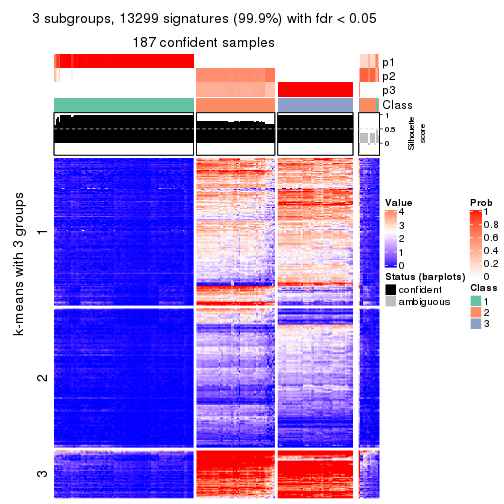 3 subgroups, 13299 signatures (99.9%) with fdr < 0.05
187 confident samples
p1
p2
p3
Class
1
0.5
0
Silhouette
score
k-means with 3 groups
1
2
3
Value
4
3
2
1
0
Status (barplots)
confident
ambiguous
Prob
1
0.8
0.6
0.4
0.2
0
Class
1
2
3